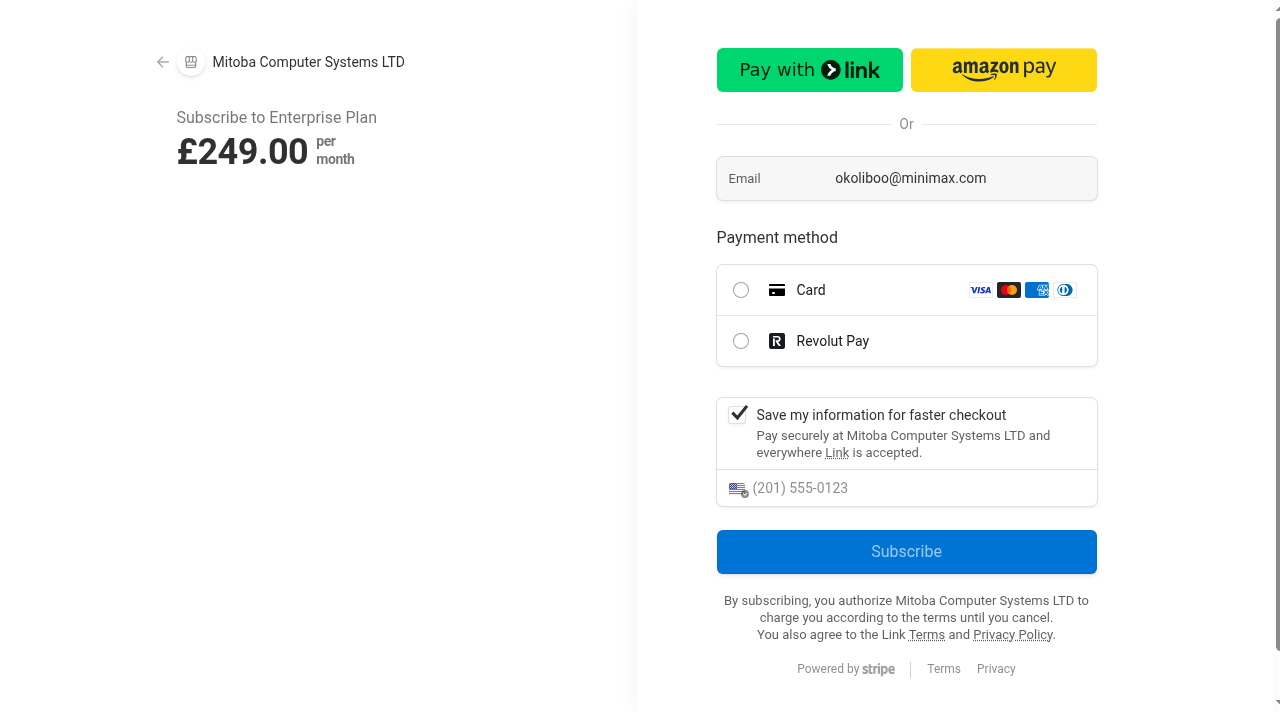 Mitoba Computer Systems LTD
Subscribe to Enterprise Plan
£249.00
per
month
Pay with link
amazon pay
Or
Email
okoliboo@minimax.com
Payment method
Card
VISA
AM EX
Revolut Pay
Save my information for faster checkout
Pay securely at Mitoba Computer Systems LTD and
everywhere Link is accepted.
(201) 555-0123
Subscribe
By subscribing, you authorize Mitoba Computer Systems LTD to
charge you according to the terms until you cancel.
You also agree to the Link Terms and Privacy Policy.
Powered by stripe
Terms
Privacy